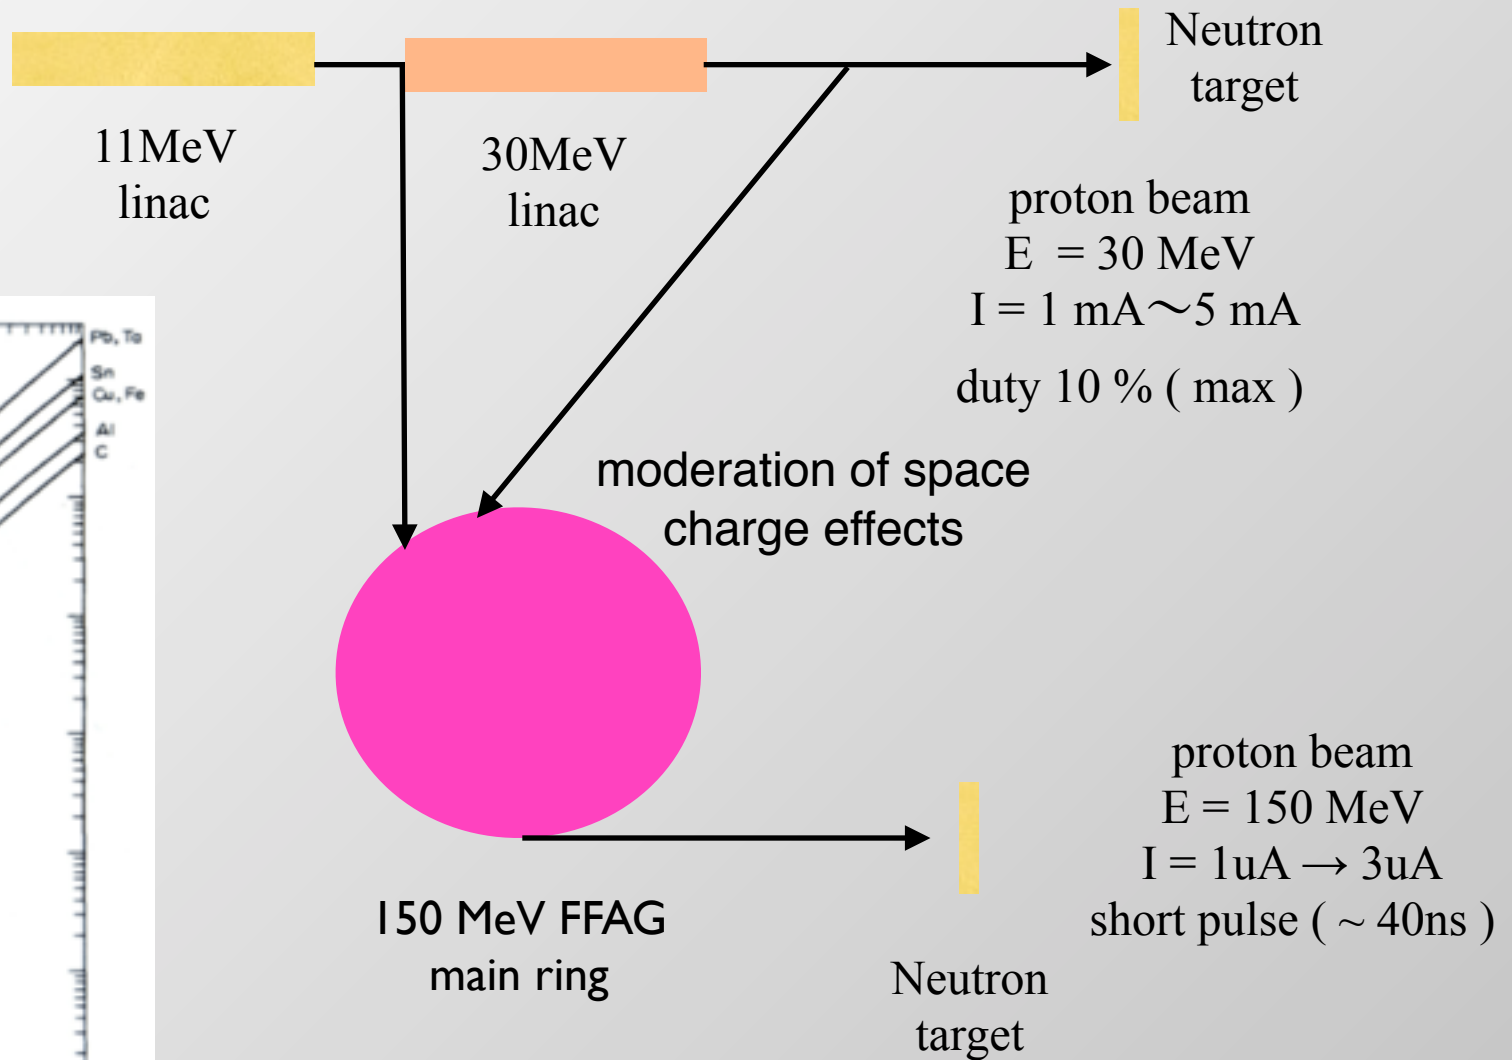 Neutron
target
11MeV
linac
30MeV
linac
proton beam
E = 30 MeV
I = 1 mA～5 mA
duty 10 % ( max )
Pb, Ta
Sn
Cu, Fe
Al
C
moderation of space
charge effects
150 MeV FFAG
main ring
proton beam
E = 150 MeV
I = 1uA → 3uA
short pulse ( ~ 40ns )
Neutron
target